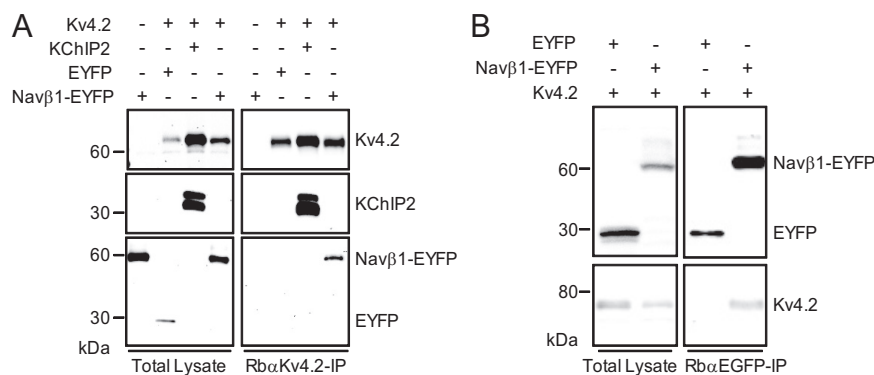 A
Kv4.2 - + + + - + + +
KChIP2 - - + - - - + -
EYFP - + - - - + - -
Navβ1-EYFP + - - + + - - +
60
Kv4.2
30
KChIP2
60
Navβ1-EYFP
30
EYFP
kDa
Total Lysate RbαKv4.2-IP
B
EYFP + - + -
Navβ1-EYFP - + - +
Kv4.2 + + + +
60
Navβ1-EYFP
30
EYFP
80
Kv4.2
kDa
Total Lysate RbαEGFP-IP